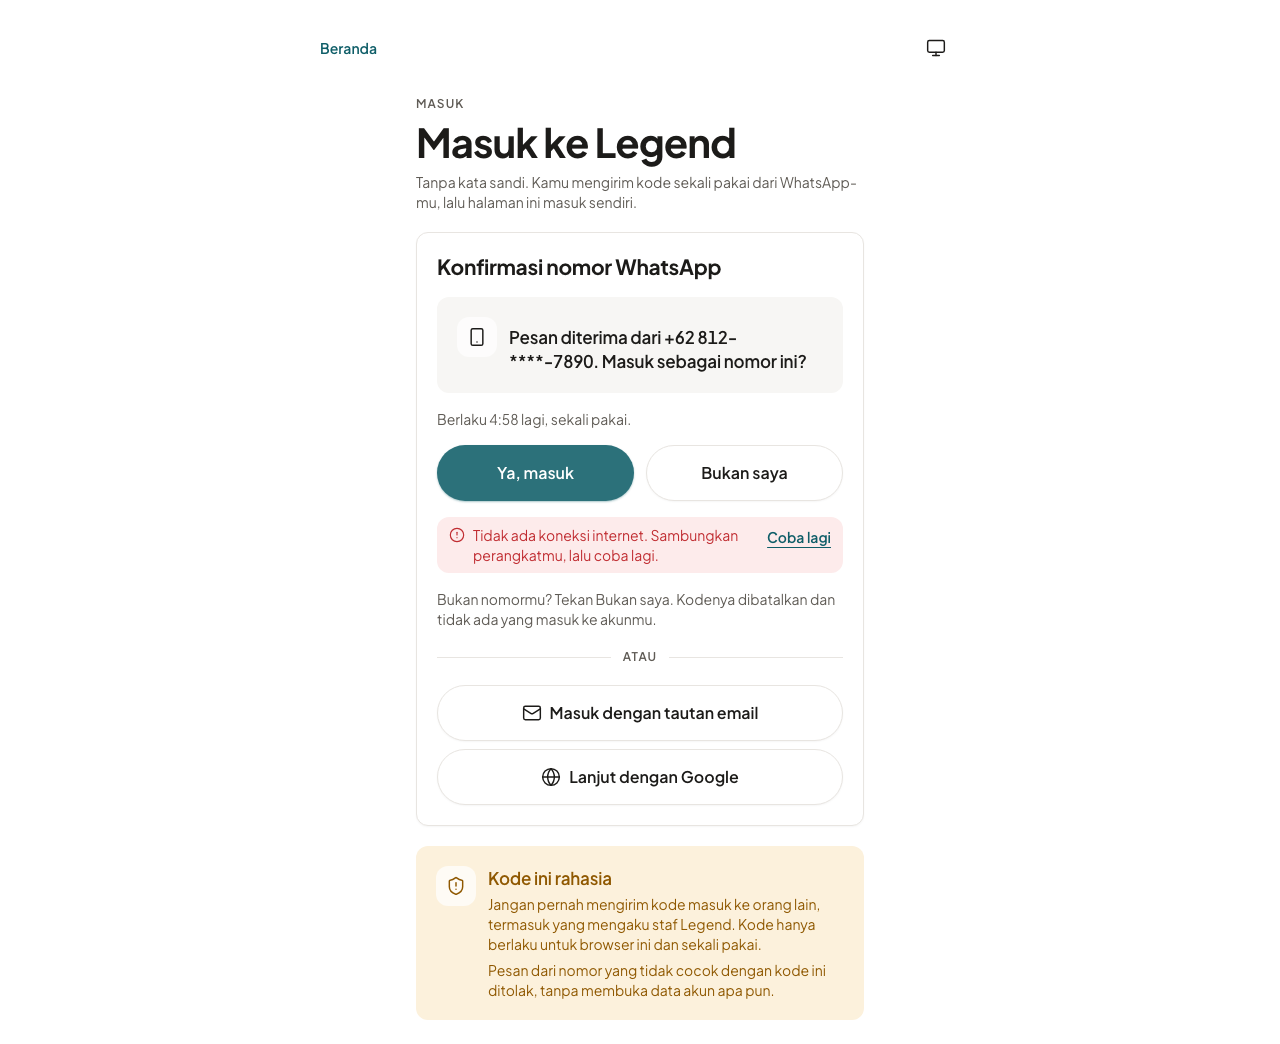 Beranda
MASUK
Masuk ke Legend
Tanpa kata sandi. Kamu mengirim kode sekali pakai dari WhatsApp-
mu, lalu halaman ini masuk sendiri.
Konfirmasi nomor WhatsApp
Pesan diterima dari +62 812-
****-7890. Masuk sebagai nomor ini?
Berlaku 4:58 lagi, sekali pakai.
Ya, masuk
Bukan saya
Tidak ada koneksi internet. Sambungkan
perangkatmu, lalu coba lagi.
Coba lagi
Bukan nomormu? Tekan Bukan saya. Kodenya dibatalkan dan
tidak ada yang masuk ke akunmu.
ATAU
Masuk dengan tautan email
Lanjut dengan Google
Kode ini rahasia
Jangan pernah mengirim kode masuk ke orang lain,
termasuk yang mengaku staf Legend. Kode hanya
berlaku untuk browser ini dan sekali pakai.
Pesan dari nomor yang tidak cocok dengan kode ini
ditolak, tanpa membuka data akun apa pun.